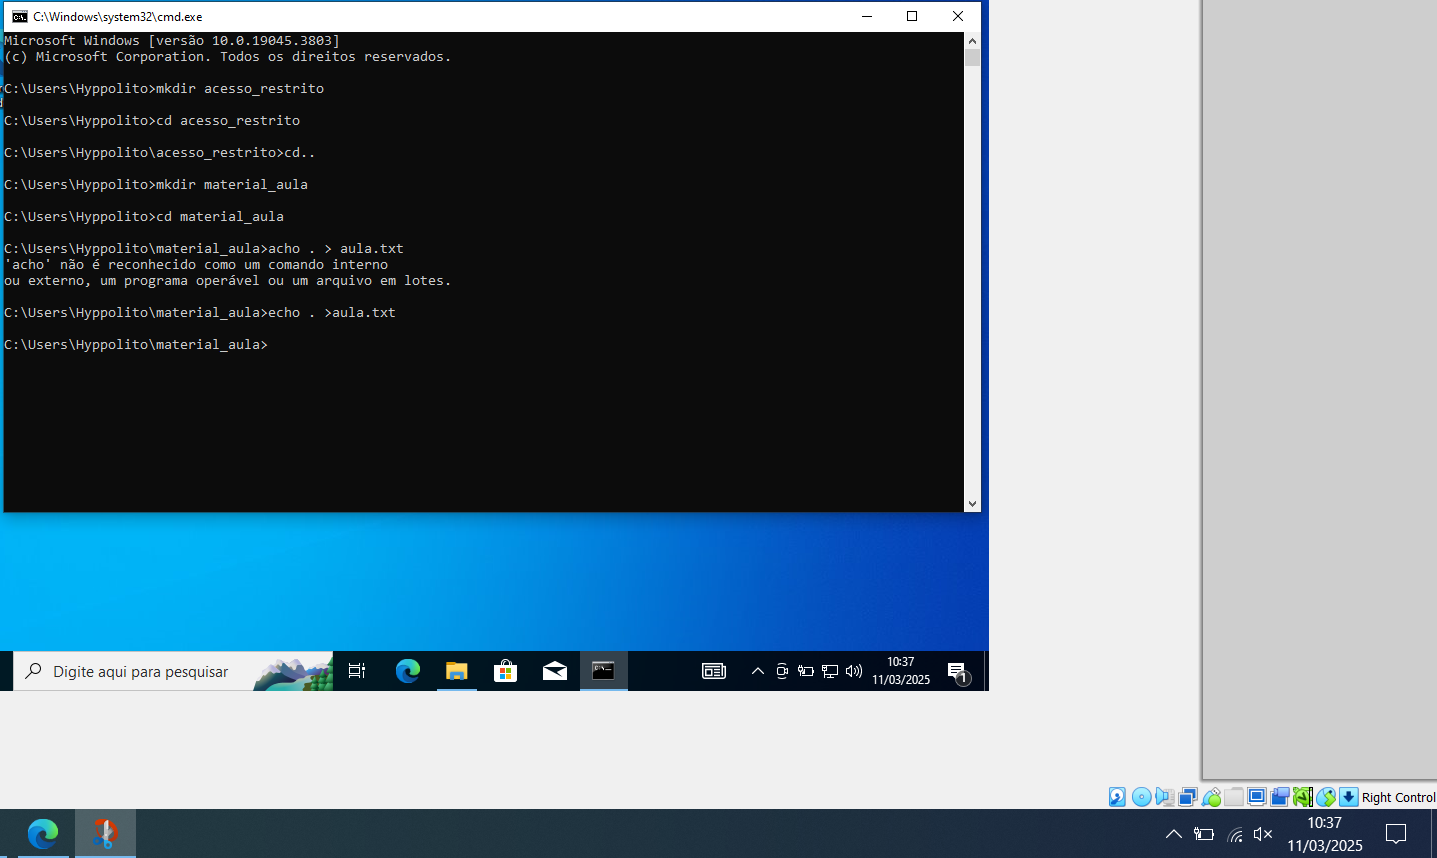 C:\Windows\system32\cmd.exe
Microsoft Windows [versão 10.0.19045.3803]
(c) Microsoft Corporation. Todos os direitos reservados.
C:\Users\Hyppolito>mkdir acesso_restrito
C:\Users\Hyppolito>cd acesso_restrito
C:\Users\Hyppolito\acesso_restrito>cd..
C:\Users\Hyppolito>mkdir material_aula
C:\Users\Hyppolito>cd material_aula
C:\Users\Hyppolito\material_aula>acho . > aula.txt
'acho' não é reconhecido como um comando interno
ou externo, um programa operável ou um arquivo em lotes.
C:\Users\Hyppolito\material_aula>echo . >aula.txt
C:\Users\Hyppolito\material_aula>
Digite aqui para pesquisar
10:37
11/03/2025
1
Right Control
10:37
11/03/2025